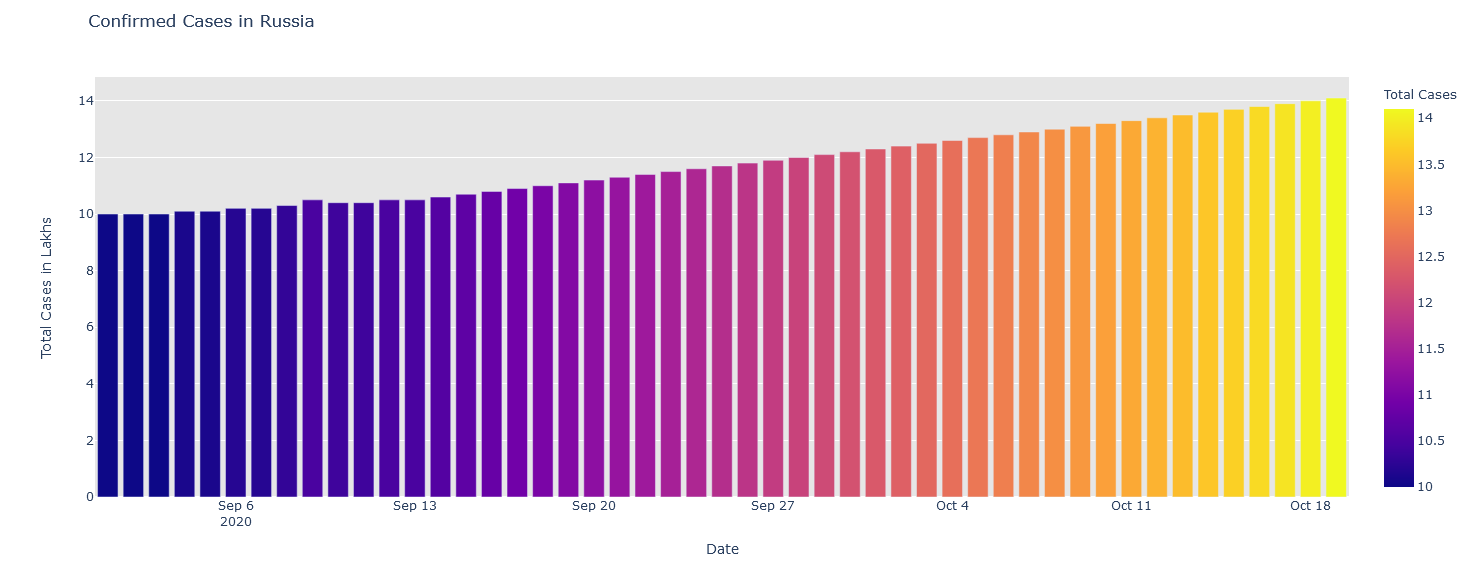 Confirmed Cases in Russia
Total Cases in Lakhs
14
12
10
8
6
4
2
0
Sep 6
2020
Sep 13
Sep 20
Sep 27
Oct 4
Oct 11
Oct 18
Date
Total Cases
14
13.5
13
12.5
12
11.5
11
10.5
10